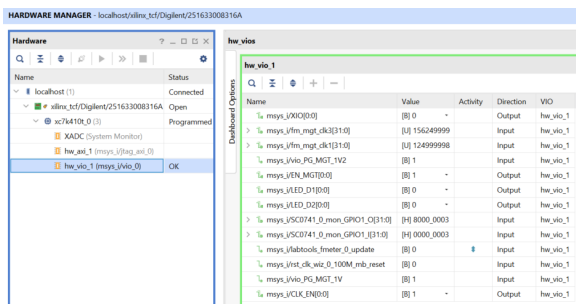 HARDWARE MANAGER - localhost/xilinx_tcf/Digilent/251633008316A
Hardware
Name Status
localhost (1) Connected
xilinx_tcf/Digilent/251633008316A Open
xc7k410t_0 (3) Programmed
XADC (System Monitor)
hw_axi_1 (msys_i/jtag_axi_0)
hw_vio_1 (msys_i/vio_0) OK
hw_vios
hw_vio_1
Dashboard Options
Name Value Activity Direction VIO
msys_i/XIO[0:0] [B] 0 Output hw_vio_1
msys_i/fm_mgt_clk3[31:0] [U] 156249999 Input hw_vio_1
msys_i/fm_mgt_clk1[31:0] [U] 124999998 Input hw_vio_1
msys_i/vio_PG_MGT_1V2 [B] 1 Input hw_vio_1
msys_i/EN_MGT[0:0] [B] 1 Output hw_vio_1
msys_i/LED_D1[0:0] [B] 0 Output hw_vio_1
msys_i/LED_D2[0:0] [B] 0 Output hw_vio_1
msys_i/SC0741_0_mon_GPIO1_O[31:0] [H] 8000_0003 Input hw_vio_1
msys_i/SC0741_0_mon_GPIO1_I[31:0] [H] 0000_0003 Input hw_vio_1
msys_i/labtools_fmeter_0_update [B] 0 Input hw_vio_1
msys_i/rst_clk_wiz_0_100M_mb_reset [B] 0 Input hw_vio_1
msys_i/vio_PG_MGT_1V [B] 1 Input hw_vio_1
msys_i/CLK_EN[0:0] [B] 1 Output hw_vio_1